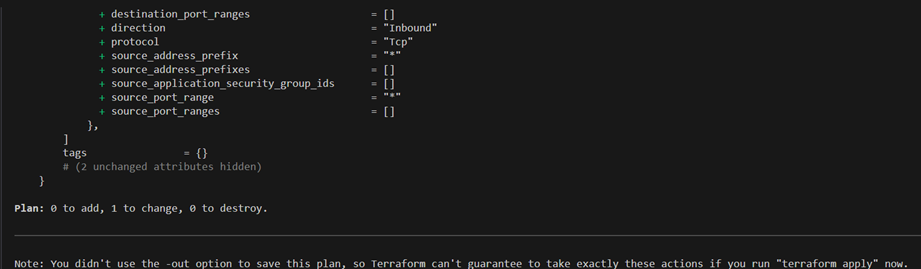 + destination_port_ranges = []
+ direction = "Inbound"
+ protocol = "Tcp"
+ source_address_prefix = "*"
+ source_address_prefixes = []
+ source_application_security_group_ids = []
+ source_port_range = "*"
+ source_port_ranges = []
},
]
tags = {}
# (2 unchanged attributes hidden)
}
Plan: 0 to add, 1 to change, 0 to destroy.
Note: You didn't use the -out option to save this plan, so Terraform can't guarantee to take exactly these actions if you run "terraform apply" now.